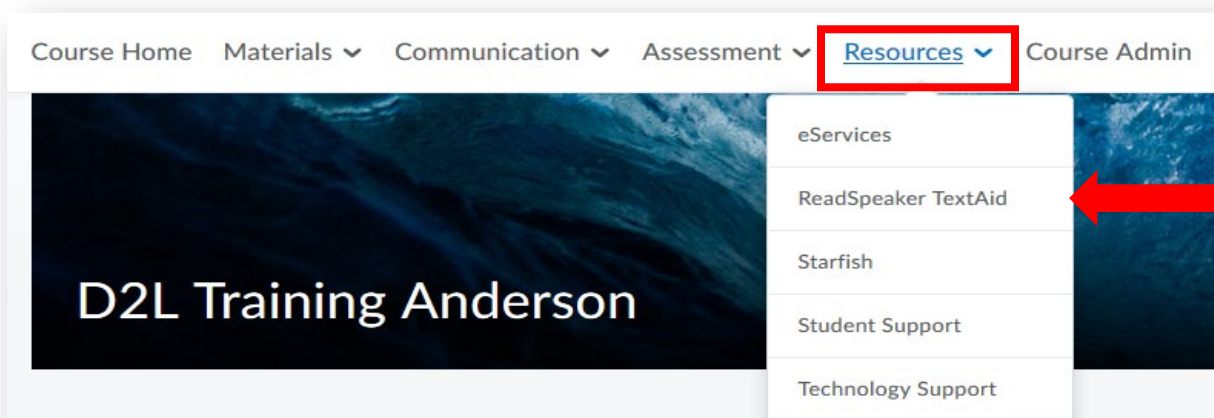 Course Home Materials Communication Assessment Resources Course Admin
eServices
ReadSpeaker TextAid
Starfish
D2L Training Anderson
Student Support
Technology Support